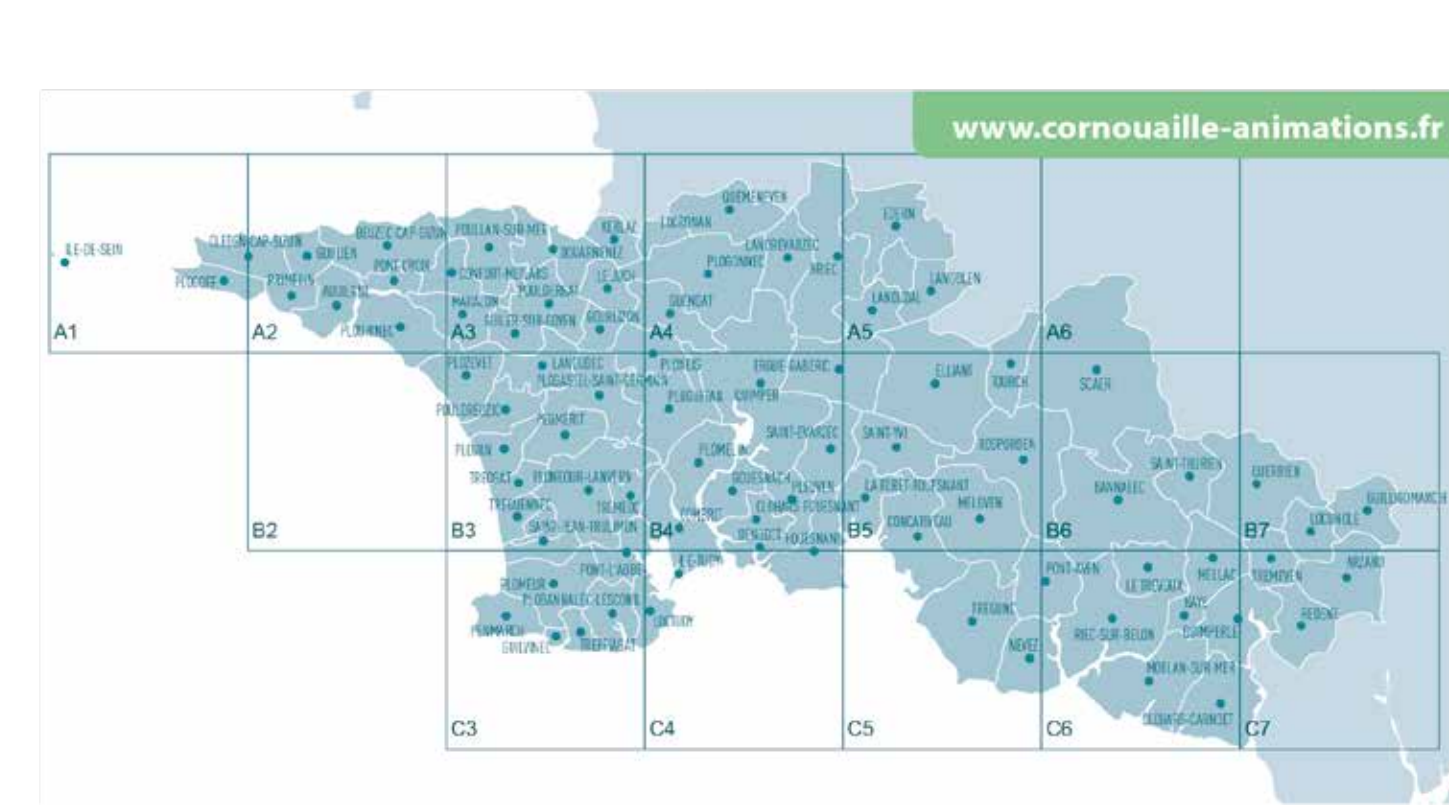 www.cornouaille-animations.fr
QUEMENEVEN
EDERN
KERLAZ
LOCRONAN
POULLAN-SUR-MER
BEUZEC-CAP-SIZUN
CLEDEN-CAP-SIZUN
LANDREVARZEC
ILE-DE-SEIN
GOULIEN
DOUARNENEZ
PLOGONNEC
BRIEC
PONT-CROIX
CONFORT-MEILARS
LE JUCH
LANGOLEN
PLOGOFF
PRIMELIN
POULDERGAT
LANDUDAL
AUDIERNE
MAHALON
GUENGAT
GUILER-SUR-GOYEN
GOURLIZON
PLOUHINEC
A1
A2
A3
A4
A5
A6
PLOZEVET
LANDUDEC
PLONEIS
ERGUE-GABERIC
ELLIANT
TOURCH
SCAER
PLOGASTEL-SAINT-GERMAIN
PLUGUFFAN
QUIMPER
POULDREUZIC
PEUMERIT
SAINT-EVARZEC
SAINT-YVI
ROSPORDEN
PLOVAN
PLOMELIN
SAINT-THURIEN
GUERRIEN
TREOGAT
PLONEOUR-LANVERN
GOUESNACH
PLEUVEN
LA FORET-FOUESNANT
MELGVEN
BANNALEC
GUILLIGOMARCH
TREGUENNEC
TREMEOC
CLOHARS-FOUESNANT
COMBRIT
CONCARNEAU
LOCUNOLE
SAINT-JEAN-TROLIMON
BENODET
FOUESNANT
B2
B3
B4
B5
B6
B7
PONT-L'ABBE
ILE-TUDY
PONT-AVEN
LE TREVOUX
MELLAC
TREMEVEN
ARZANO
PLOMEUR
PLOBANNALEC-LESCONIL
TREGUNC
BAYE
REDENE
PENMARCH
LOCTUDY
RIEC-SUR-BELON
QUIMPERLE
GUILVINEC
TREFFIAGAT
NEVEZ
MOELAN-SUR-MER
CLOHARS-CARNOET
C3
C4
C5
C6
C7